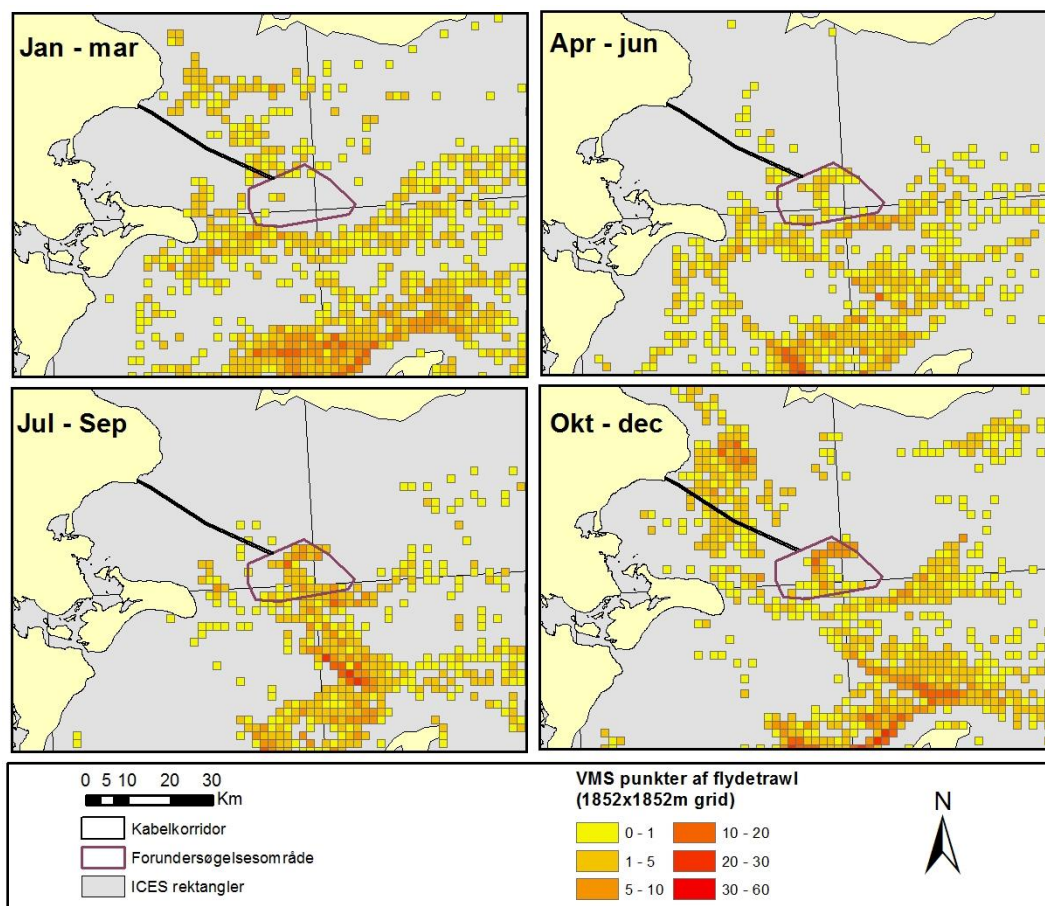 Jan - mar
Apr - jun
Jul - Sep
Okt - dec
0 5 10 20 30
Km
Kabelkorridor
Forundersøgelsesområde
ICES rektangler
VMS punkter af flydetrawl
(1852x1852m grid)
0 - 1
1 - 5
5 - 10
10 - 20
20 - 30
30 - 60
N